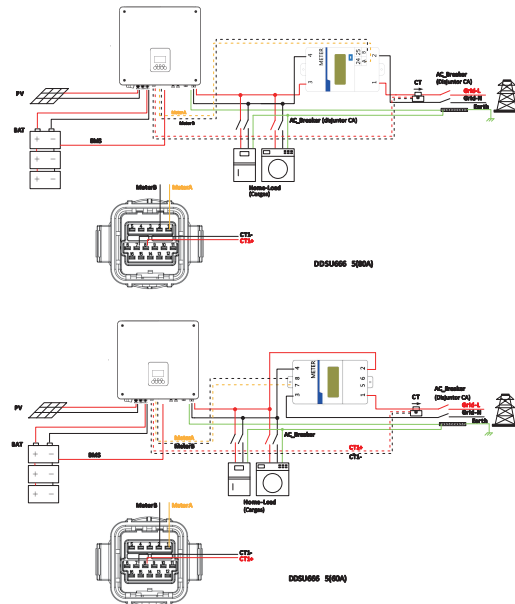 METER
4
3
24 25
2
1
CT
AC_Breaker
(Disjuntor CA)
Grid-L
Grid-N
Earth
PV
BAT
BMS
MeterA
MeterB
AC_Breaker (Disjuntor CA)
Home-Load
(Cargas)
MeterB
MeterA
CT1-
CT1+
DDSU666 5(80A)
METER
4
8
7
3
2
6
5
1
CT
AC_Breaker
(Disjuntor CA)
Grid-L
Grid-N
Earth
PV
BAT
BMS
MeterA
MeterB
AC_Breaker
CT1+
CT1-
Home-Load
(Cargas)
MeterB
MeterA
CT1-
CT1+
DDSU666 5(60A)